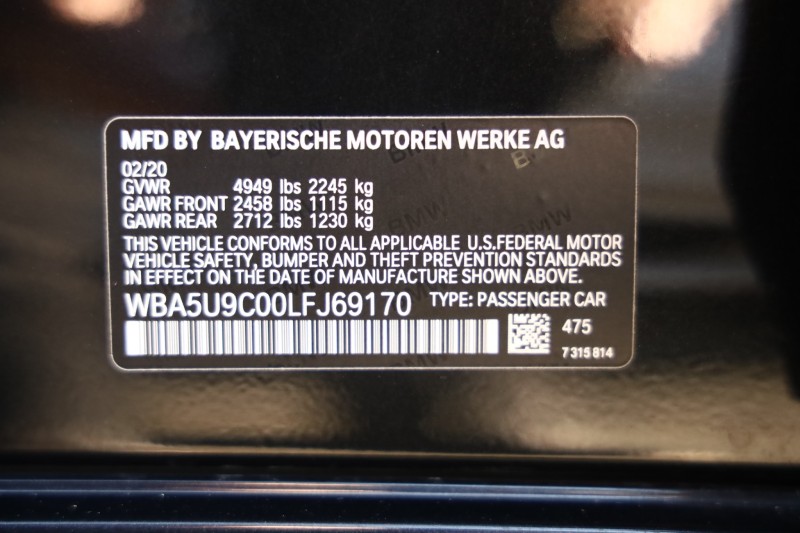 MFD BY BAYERISCHE MOTOREN WERKE AG
02/20
GVWR 4949 lbs 2245 kg
GAWR FRONT 2458 lbs 1115 kg
GAWR REAR 2712 lbs 1230 kg
THIS VEHICLE CONFORMS TO ALL APPLICABLE U.S.FEDERAL MOTOR
VEHICLE SAFETY, BUMPER AND THEFT PREVENTION STANDARDS
IN EFFECT ON THE DATE OF MANUFACTURE SHOWN ABOVE.
WBA5U9C00LFJ69170 TYPE: PASSENGER CAR
475
7 315 814